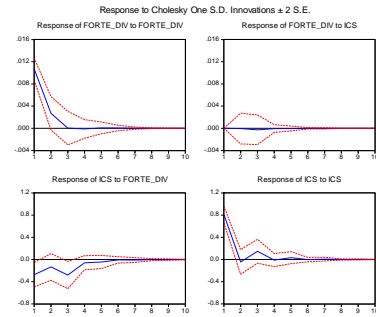 Response to Cholesky One S.D. Innovations ± 2 S.E.
Response of FORTE_DIV to FORTE_DIV
.016
.012
.008
.004
.000
-.004
1 2 3 4 5 6 7 8 9 10
Response of FORTE_DIV to ICS
.016
.012
.008
.004
.000
-.004
1 2 3 4 5 6 7 8 9 10
Response of ICS to FORTE_DIV
1.2
0.8
0.4
0.0
-0.4
-0.8
1 2 3 4 5 6 7 8 9 10
Response of ICS to ICS
1.2
0.8
0.4
0.0
-0.4
-0.8
1 2 3 4 5 6 7 8 9 10